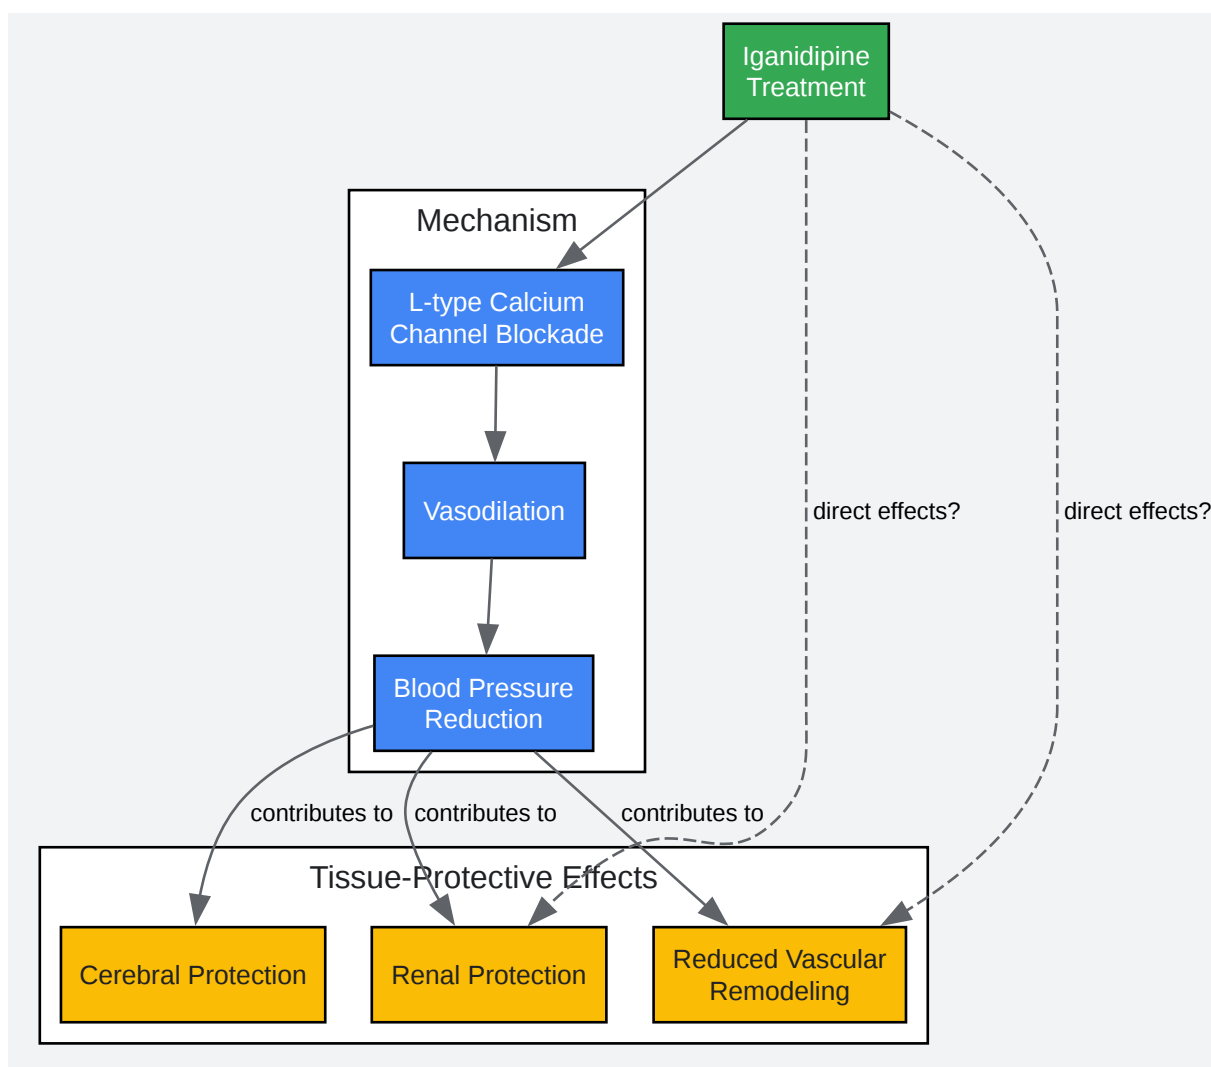 Iganidipine
Treatment
Mechanism
L-type Calcium
Channel Blockade
Vasodilation
direct effects?
direct effects?
Blood Pressure
Reduction
contributes to
contributes to
contributes to
Tissue-Protective Effects
Cerebral Protection
Renal Protection
Reduced Vascular
Remodeling